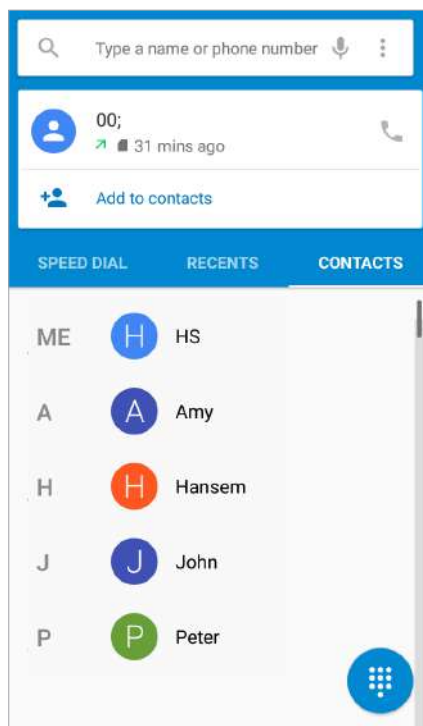 Type a name or phone number
00;
31 mins ago
Add to contacts
SPEED DIAL RECENTS CONTACTS
ME H HS
A A Amy
H H Hansem
J J John
P P Peter